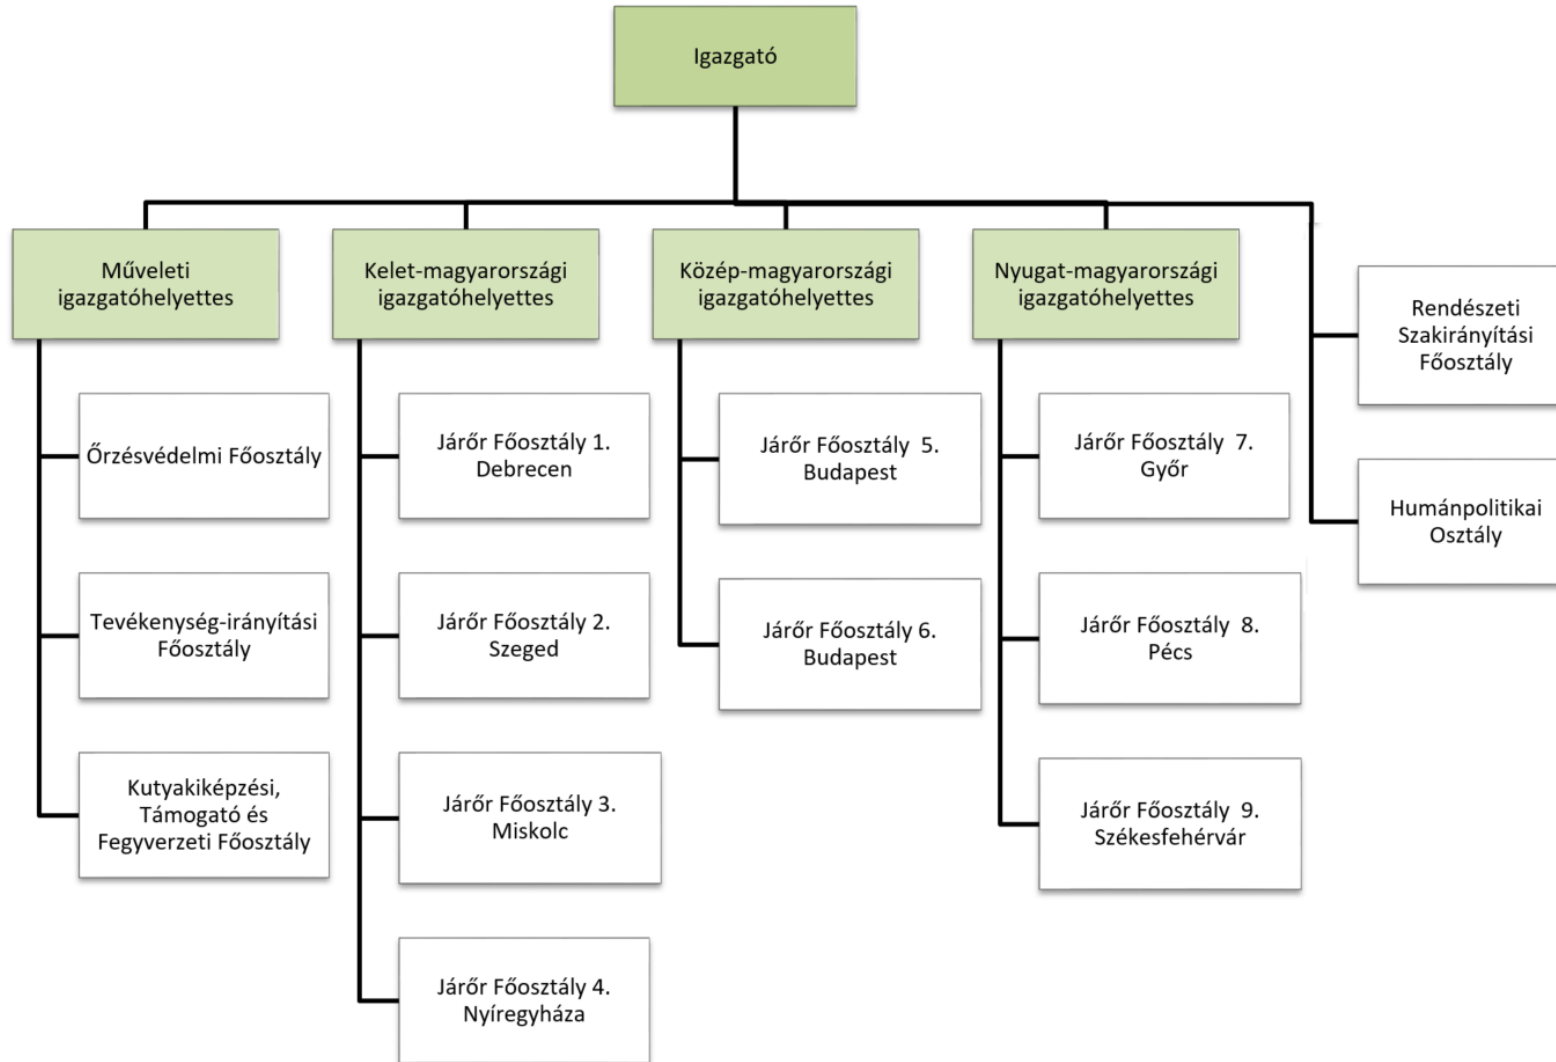 Igazgató
Műveleti
igazgatóhelyettes
Kelet-magyarországi
igazgatóhelyettes
Közép-magyarországi
igazgatóhelyettes
Nyugat-magyarországi
igazgatóhelyettes
Rendészeti
Szakirányítási
Főosztály
Humánpolitikai
Osztály
Őrzésvédelmi Főosztály
Tevékenység-irányítási
Főosztály
Kutyakiképzési,
Támogató és
Fegyverzeti Főosztály
Járőr Főosztály 1.
Debrecen
Járőr Főosztály 2.
Szeged
Járőr Főosztály 3.
Miskolc
Járőr Főosztály 4.
Nyíregyháza
Járőr Főosztály 5.
Budapest
Járőr Főosztály 6.
Budapest
Járőr Főosztály 7.
Győr
Járőr Főosztály 8.
Pécs
Járőr Főosztály 9.
Székesfehérvár